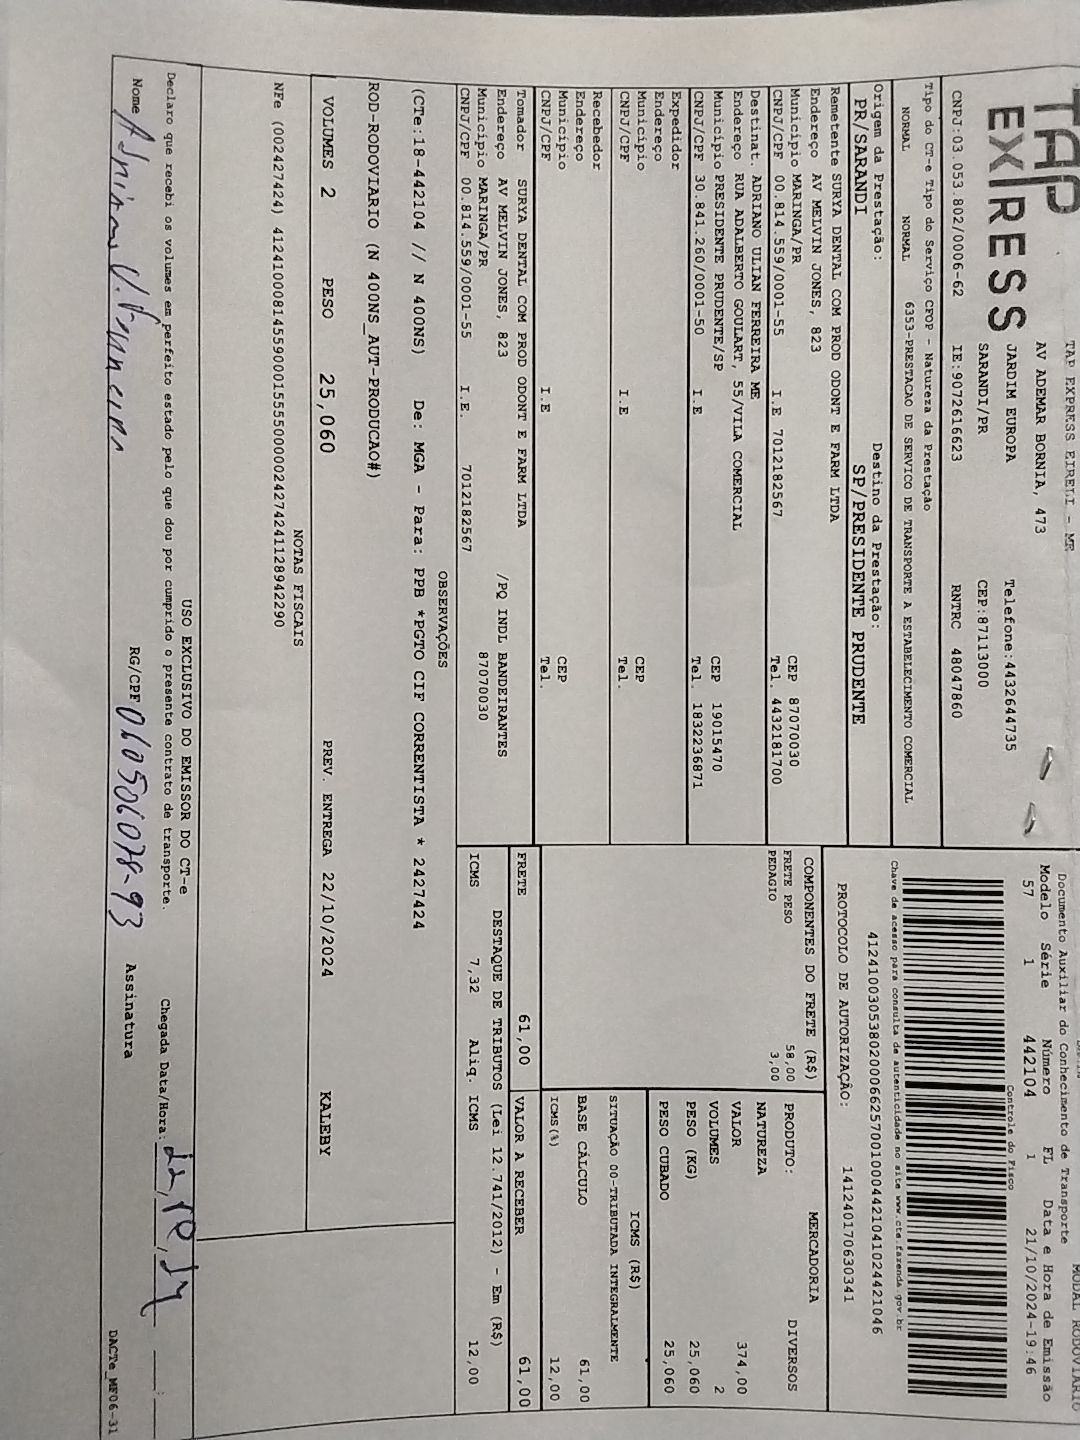 TAP EXPRESS EIRELI - ME
TAP
EXPRESS
AV ADEMAR BORNIA, 473
JARDIM EUROPA
SARANDI/PR
Telefone:4432644735
CEP:87113000
CNPJ:03.053.802/0006-62 IE:9072616623 RNTRC 48047860
Tipo do CT-e Tipo do Serviço CFOP - Natureza da Prestação
NORMAL NORMAL 6353-PRESTACAO DE SERVICO DE TRANSPORTE A ESTABELECIMENTO COMERCIAL
Origem da Prestação: Destino da Prestação:
PR/SARANDI SP/PRESIDENTE PRUDENTE
Remetente SURYA DENTAL COM PROD ODONT E FARM LTDA
Endereço AV MELVIN JONES, 823
Município MARINGA/PR CEP 87070030
CNPJ/CPF 00.814.559/0001-55 I.E 7012182567 Tel. 4432181700
Destinat. ADRIANO ULIAN FERREIRA ME
Endereço RUA ADALBERTO GOULART, 55/VILA COMERCIAL
Município PRESIDENTE PRUDENTE/SP CEP 19015470
CNPJ/CPF 30.841.260/0001-50 I.E Tel. 1832236871
Expedidor
Endereço
Município CEP
CNPJ/CPF I.E Tel.
Recebedor
Endereço
Município CEP
CNPJ/CPF I.E Tel.
Tomador SURYA DENTAL COM PROD ODONT E FARM LTDA
Endereço AV MELVIN JONES, 823 /PQ INDL BANDEIRANTES
Município MARINGA/PR 87070030
CNPJ/CPF 00.814.559/0001-55 I.E. 7012182567
MODAL RODOVIARIO
Documento Auxiliar do Conhecimento de Transporte
Modelo Série Número FL Data e Hora de Emissão
57 1 442104 1 21/10/2024-19:46
Controle do Fisco
Chave de acesso para consulta de autenticidade no site www.cte.fazenda.gov.br
41241003053802000662570010004421041024421046
PROTOCOLO DE AUTORIZAÇÃO: 141240170630341
COMPONENTES DO FRETE (R$)
FRETE PESO 58,00
PEDAGIO 3,00
MERCADORIA
PRODUTO: DIVERSOS
NATUREZA
VALOR 374,00
VOLUMES 2
PESO (KG) 25,060
PESO CUBADO 25,060
ICMS (R$)
SITUAÇÃO 00-TRIBUTADA INTEGRALMENTE
BASE CÁLCULO 61,00
ICMS(%) 12,00
FRETE 61,00 VALOR A RECEBER 61,00
DESTAQUE DE TRIBUTOS (Lei 12.741/2012) - Em (R$)
ICMS 7,32 Aliq. ICMS 12,00
OBSERVAÇÕES
(CTe:18-442104 // N 400NS) De: MGA - Para: PPB *PGTO CIF CORRENTISTA * 2427424
ROD-RODOVIARIO (N 400NS_AUT-PRODUCAO#)
VOLUMES 2 PESO 25,060 PREV. ENTREGA 22/10/2024 KALEBY
NOTAS FISCAIS
NFe (002427424) 41241000814559000155550000024274241128942290
USO EXCLUSIVO DO EMISSOR DO CT-e
Declaro que recebi os volumes em perfeito estado pelo que dou por cumprido o presente contrato de transporte. Chegada Data/Hora:
Nome RG/CPF 060506078-93 Assinatura
DACTe_MF06-31